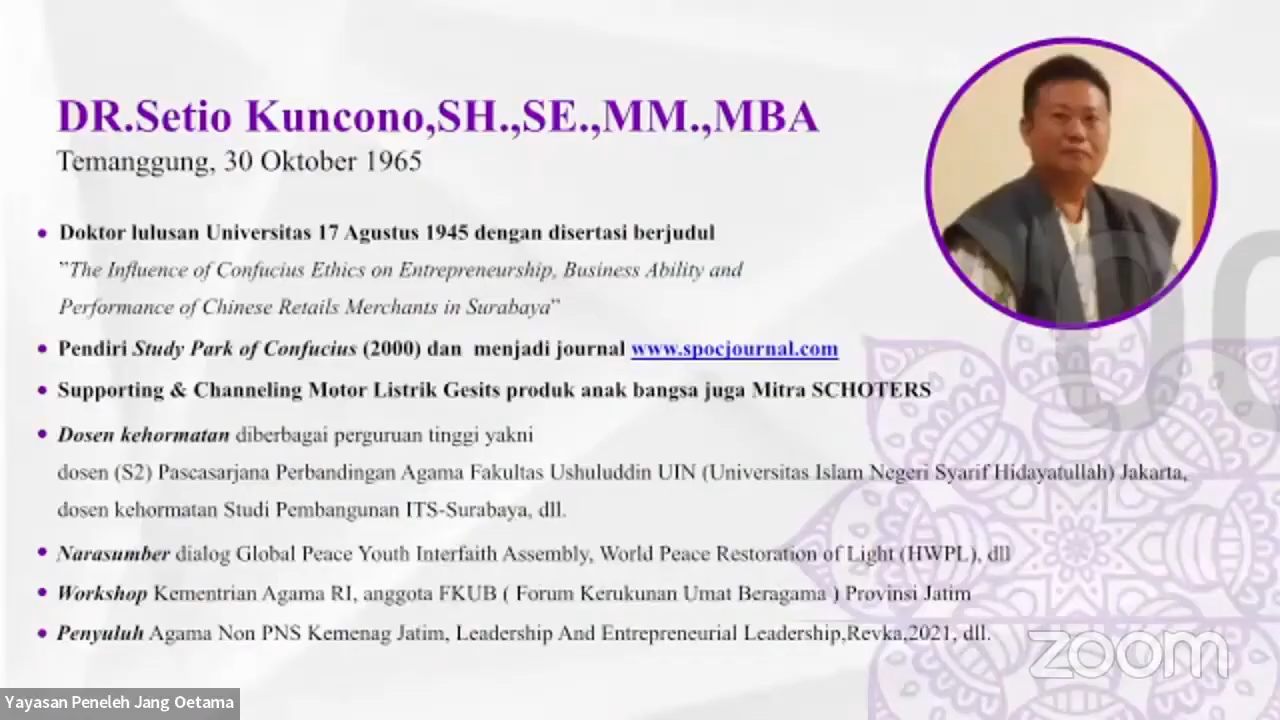 DR.Setio Kuncono,SH.,SE.,MM.,MBA
Temanggung, 30 Oktober 1965
• Doktor lulusan Universitas 17 Agustus 1945 dengan disertasi berjudul
"The Influence of Confucius Ethics on Entrepreneurship, Business Ability and
Performance of Chinese Retails Merchants in Surabaya"
• Pendiri Study Park of Confucius (2000) dan menjadi journal www.spocjournal.com
• Supporting & Channeling Motor Listrik Gesits produk anak bangsa juga Mitra SCHOTERS
• Dosen kehormatan diberbagai perguruan tinggi yakni
dosen (S2) Pascasarjana Perbandingan Agama Fakultas Ushuluddin UIN (Universitas Islam Negeri Syarif Hidayatullah) Jakarta,
dosen kehormatan Studi Pembangunan ITS-Surabaya, dll.
• Narasumber dialog Global Peace Youth Interfaith Assembly, World Peace Restoration of Light (HWPL), dll
• Workshop Kementrian Agama RI, anggota FKUB ( Forum Kerukunan Umat Beragama ) Provinsi Jatim
• Penyuluh Agama Non PNS Kemenag Jatim, Leadership And Entrepreneurial Leadership,Revka,2021, dll.
zoom
Yayasan Peneleh Jang Oetama